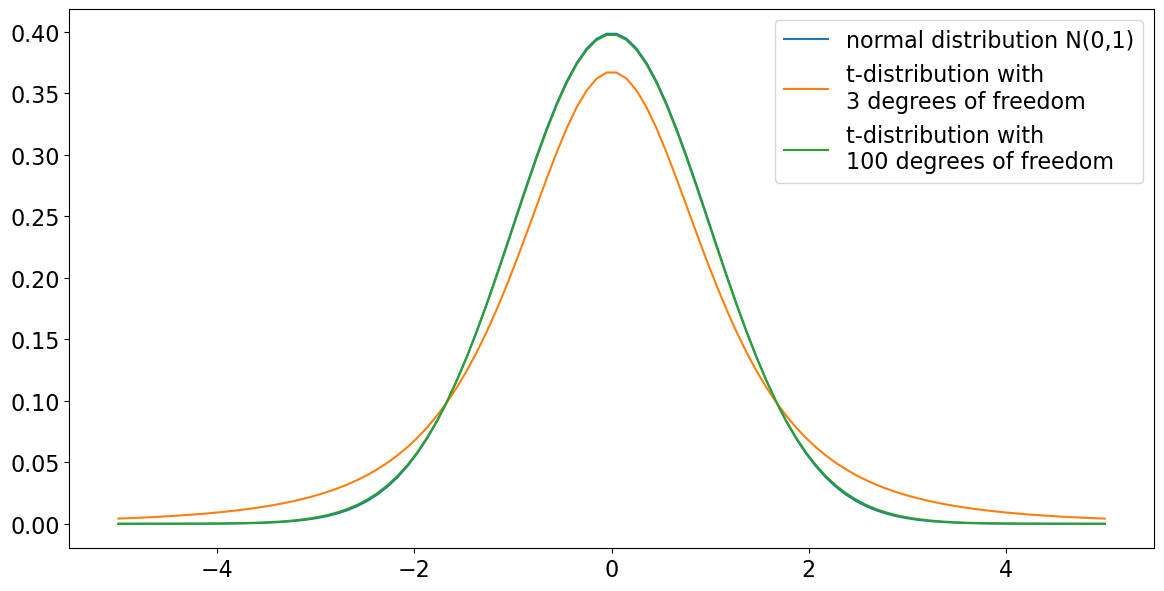 0.40
0.35
0.30
0.25
0.20
0.15
0.10
0.05
0.00
−4
−2
0
2
4
normal distribution N(0,1)
t-distribution with
3 degrees of freedom
t-distribution with
100 degrees of freedom